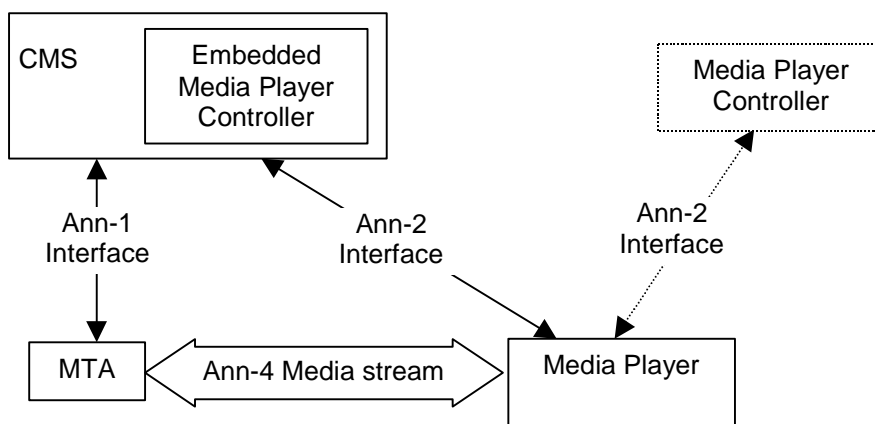 CMS
Embedded
Media Player
Controller
Media Player
Controller
Ann-1
Interface
Ann-2
Interface
Ann-2
Interface
MTA
Ann-4 Media stream
Media Player